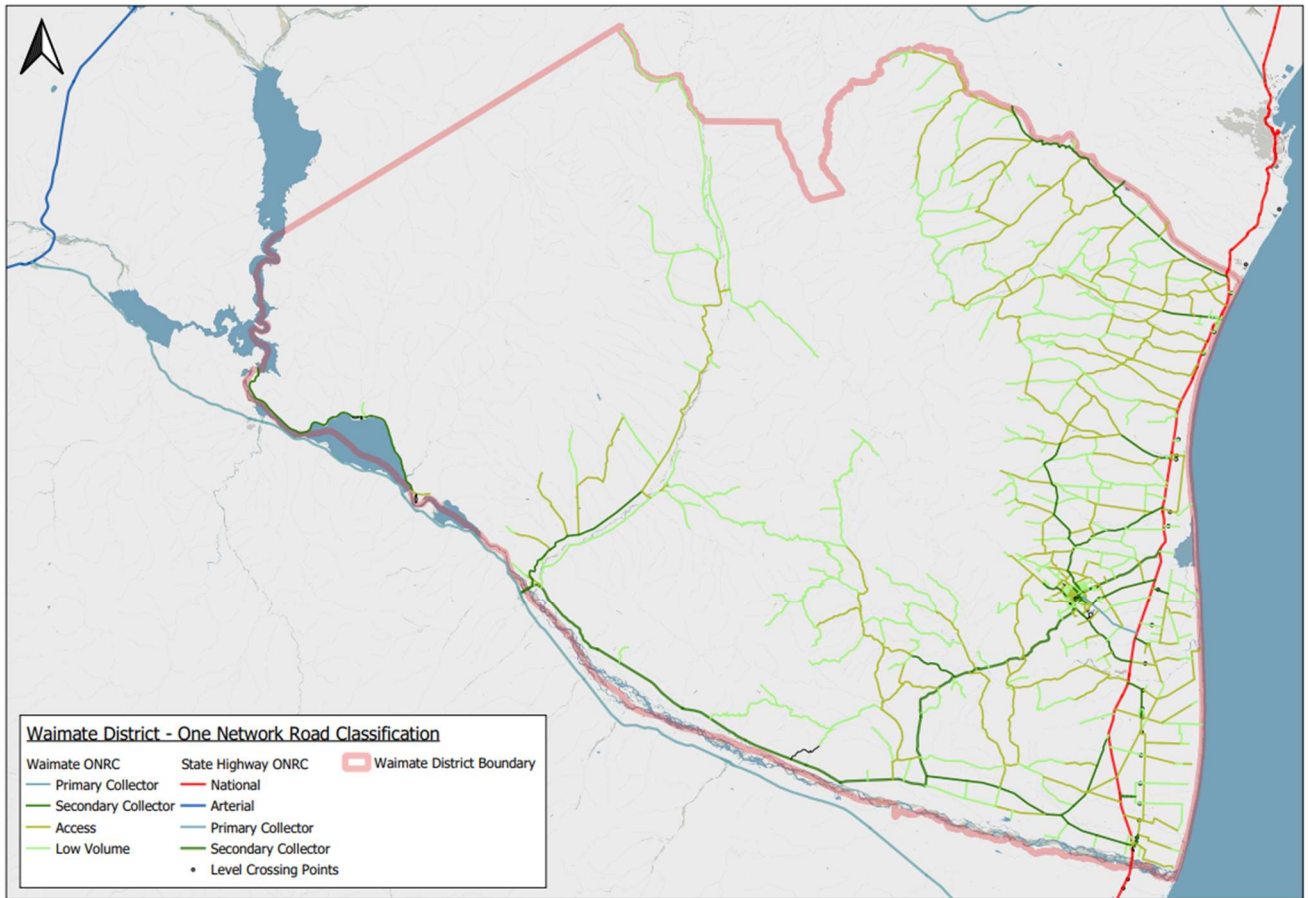 Waimate District - One Network Road Classification
Waimate ONRC State Highway ONRC Waimate District Boundary
Primary Collector National
Secondary Collector Arterial
Access Primary Collector
Low Volume Secondary Collector
Level Crossing Points